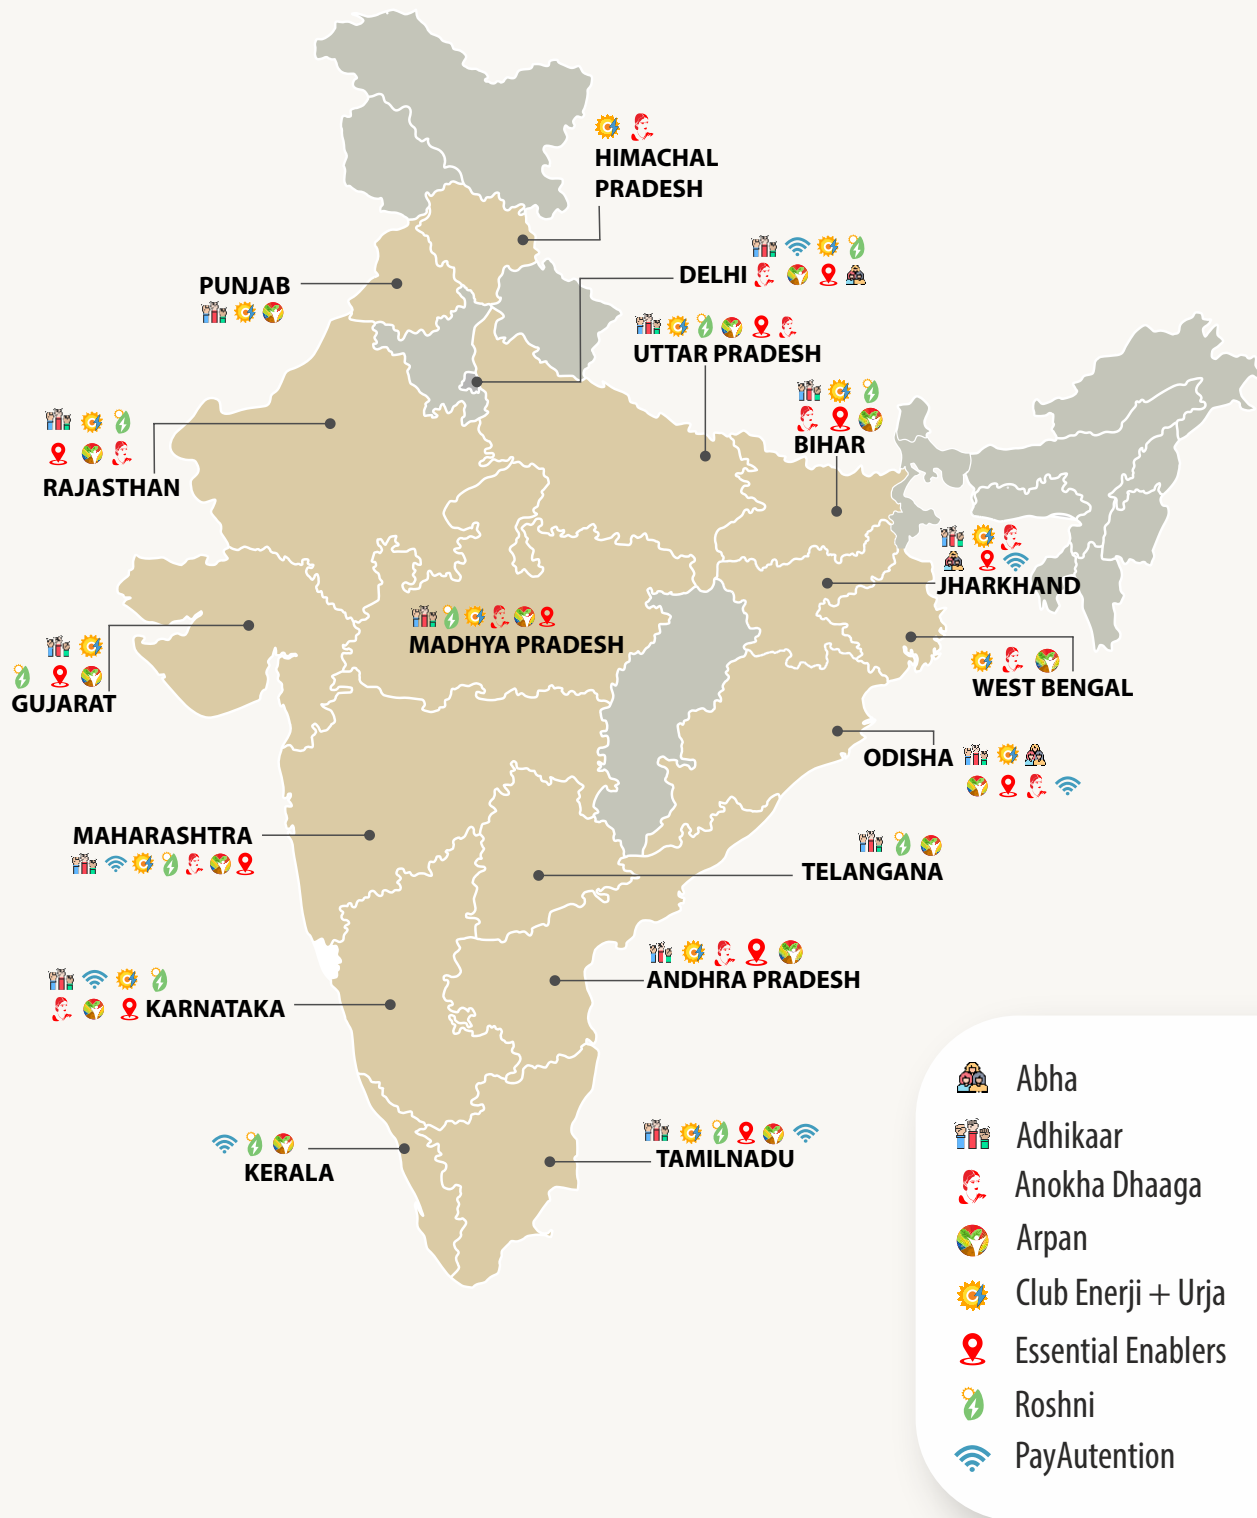 HIMACHAL
PRADESH
DELHI
PUNJAB
UTTAR PRADESH
BIHAR
RAJASTHAN
JHARKHAND
MADHYA PRADESH
WEST BENGAL
GUJARAT
ODISHA
MAHARASHTRA
TELANGANA
ANDHRA PRADESH
KARNATAKA
KERALA
TAMILNADU
Abha
Adhikaar
Anokha Dhaaga
Arpan
Club Enerji + Urja
Essential Enablers
Roshni
PayAutention